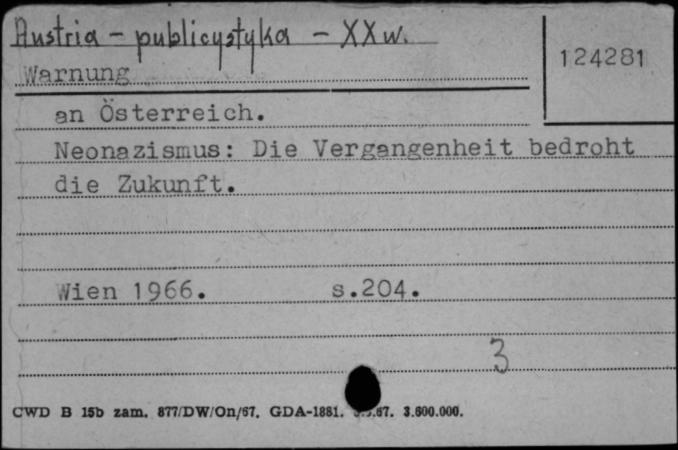 Austria - publicystyka - XXw.
124281
Warnung
an Österreich.
Neonazismus: Die Vergangenheit bedroht
die Zukunft.
Wien 1966. s.204.
3
CWD B 15b zam. 877/DW/On/67. GDA-1881. .67. 3.600.000.